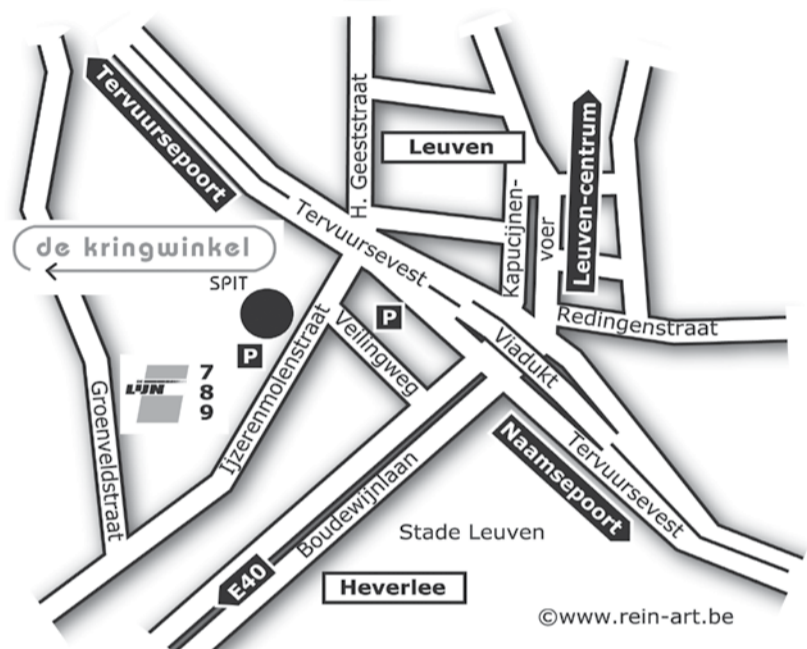 Tervuursepoort
H. Geeststraat
Leuven
Leuven-centrum
Kapucijnen-
voer
Tervuursevest
de kringwinkel
SPIT
P
P
Veilingweg
Viadukt
Redingenstraat
LIJN
7
8
9
Groenveldstraat
Ijzerenmolenstraat
Boudewijnlaan
Naamsepoort
Tervuursevest
Stade Leuven
E40
Heverlee
©www.rein-art.be